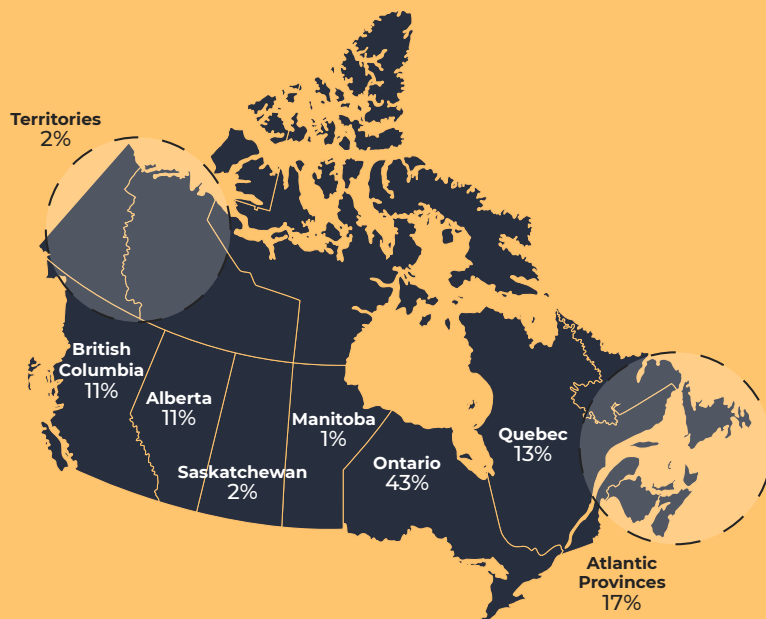 Territories
2%
British
Columbia
11%
Alberta
11%
Saskatchewan
2%
Manitoba
1%
Ontario
43%
Quebec
13%
Atlantic
Provinces
17%